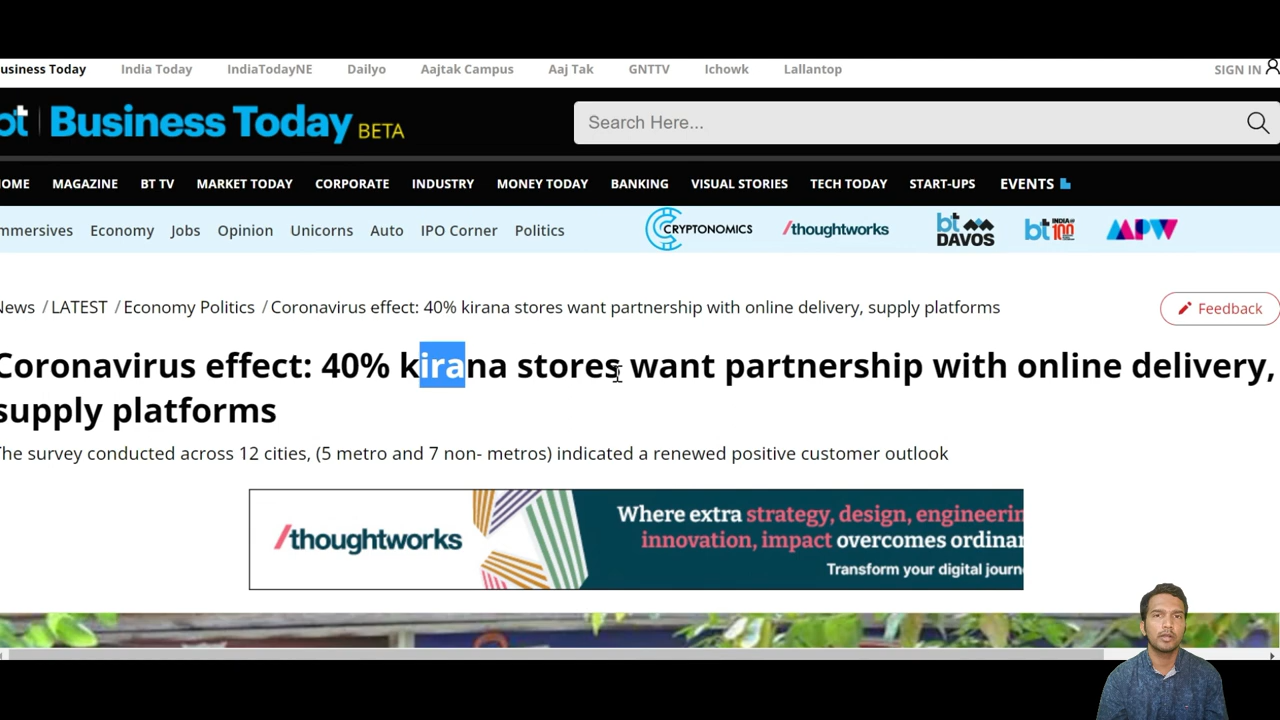 usiness Today India Today IndiaTodayNE Dailyo Aajtak Campus Aaj Tak GNTTV Ichowk Lallantop SIGN IN
bt Business Today BETA Search Here...
HOME MAGAZINE BT TV MARKET TODAY CORPORATE INDUSTRY MONEY TODAY BANKING VISUAL STORIES TECH TODAY START-UPS EVENTS
mmersives Economy Jobs Opinion Unicorns Auto IPO Corner Politics CRYPTONOMICS /thoughtworks bt DAVOS bt INDIA@100 MPW
News / LATEST / Economy Politics / Coronavirus effect: 40% kirana stores want partnership with online delivery, supply platforms Feedback
Coronavirus effect: 40% kirana stores want partnership with online delivery,
supply platforms
The survey conducted across 12 cities, (5 metro and 7 non- metros) indicated a renewed positive customer outlook
/thoughtworks
Where extra strategy, design, engineerin
innovation, impact overcomes ordinar
Transform your digital journ